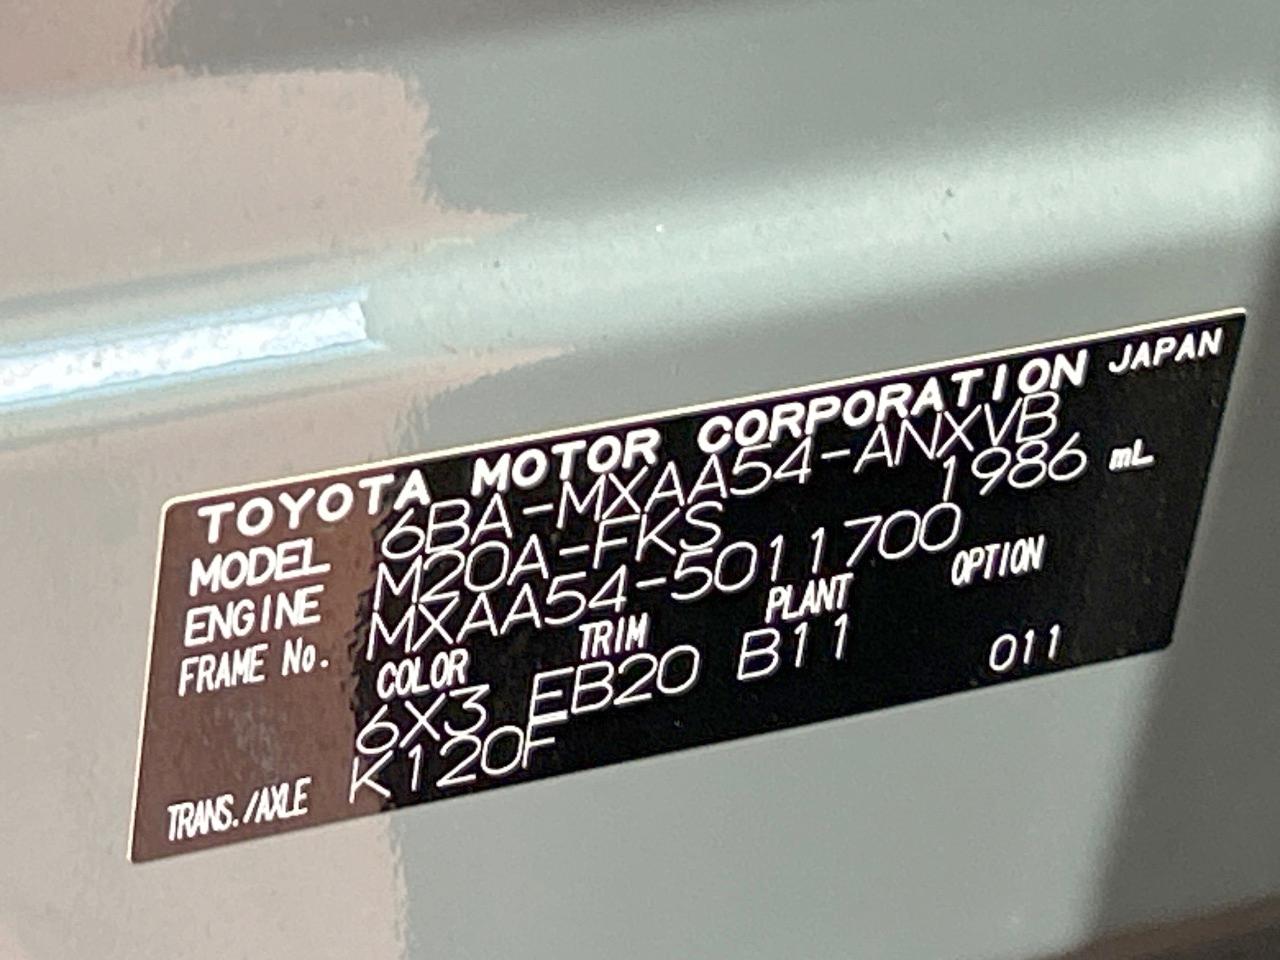 TOYOTA MOTOR CORPORATION JAPAN
MODEL 6BA-MXAA54-ANXVB
ENGINE M20A-FKS 1986 mL
FRAME No. MXAA54-5011700
COLOR TRIM PLANT OPTION
6X3 EB20 B11 011
TRANS./AXLE K120F